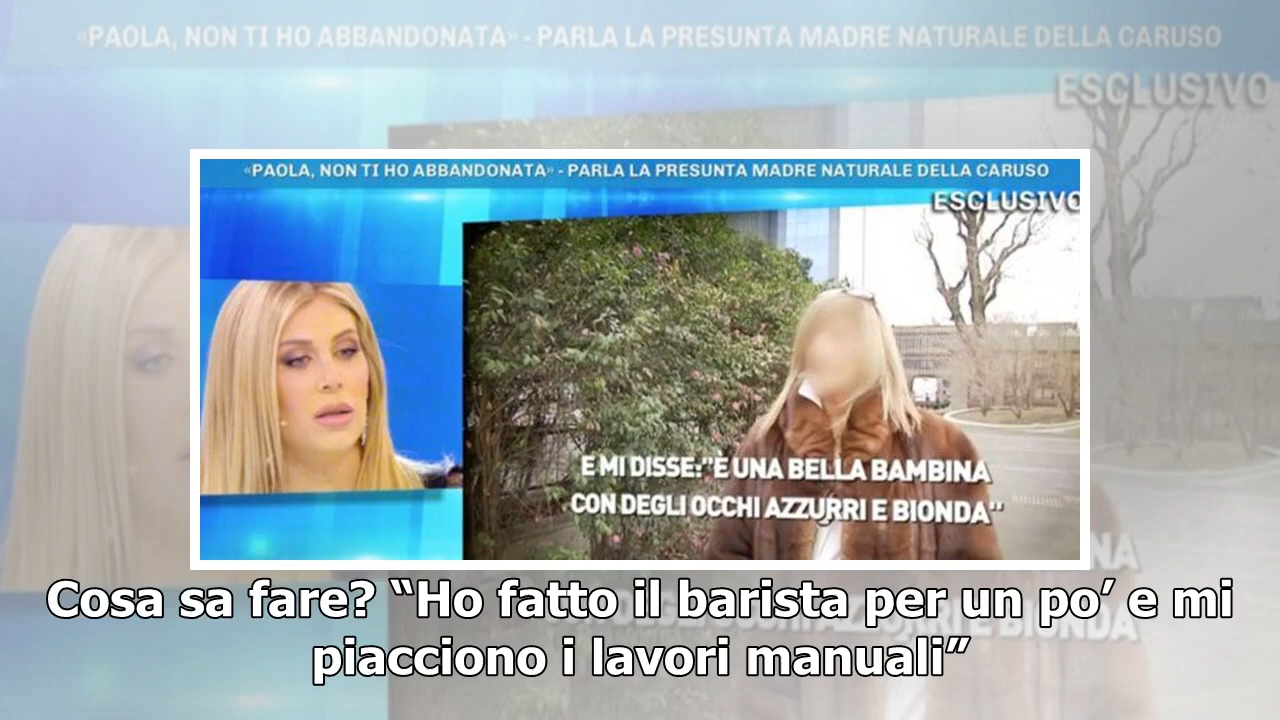 «PAOLA, NON TI HO ABBANDONATA» - PARLA LA PRESUNTA MADRE NATURALE DELLA CARUSO
ESCLUSIVO
«PAOLA, NON TI HO ABBANDONATA» - PARLA LA PRESUNTA MADRE NATURALE DELLA CARUSO
ESCLUSIVO
E MI DISSE:"È UNA BELLA BAMBINA
CON DEGLI OCCHI AZZURRI E BIONDA"
Cosa sa fare? “Ho fatto il barista per un po’ e mi
piacciono i lavori manuali”